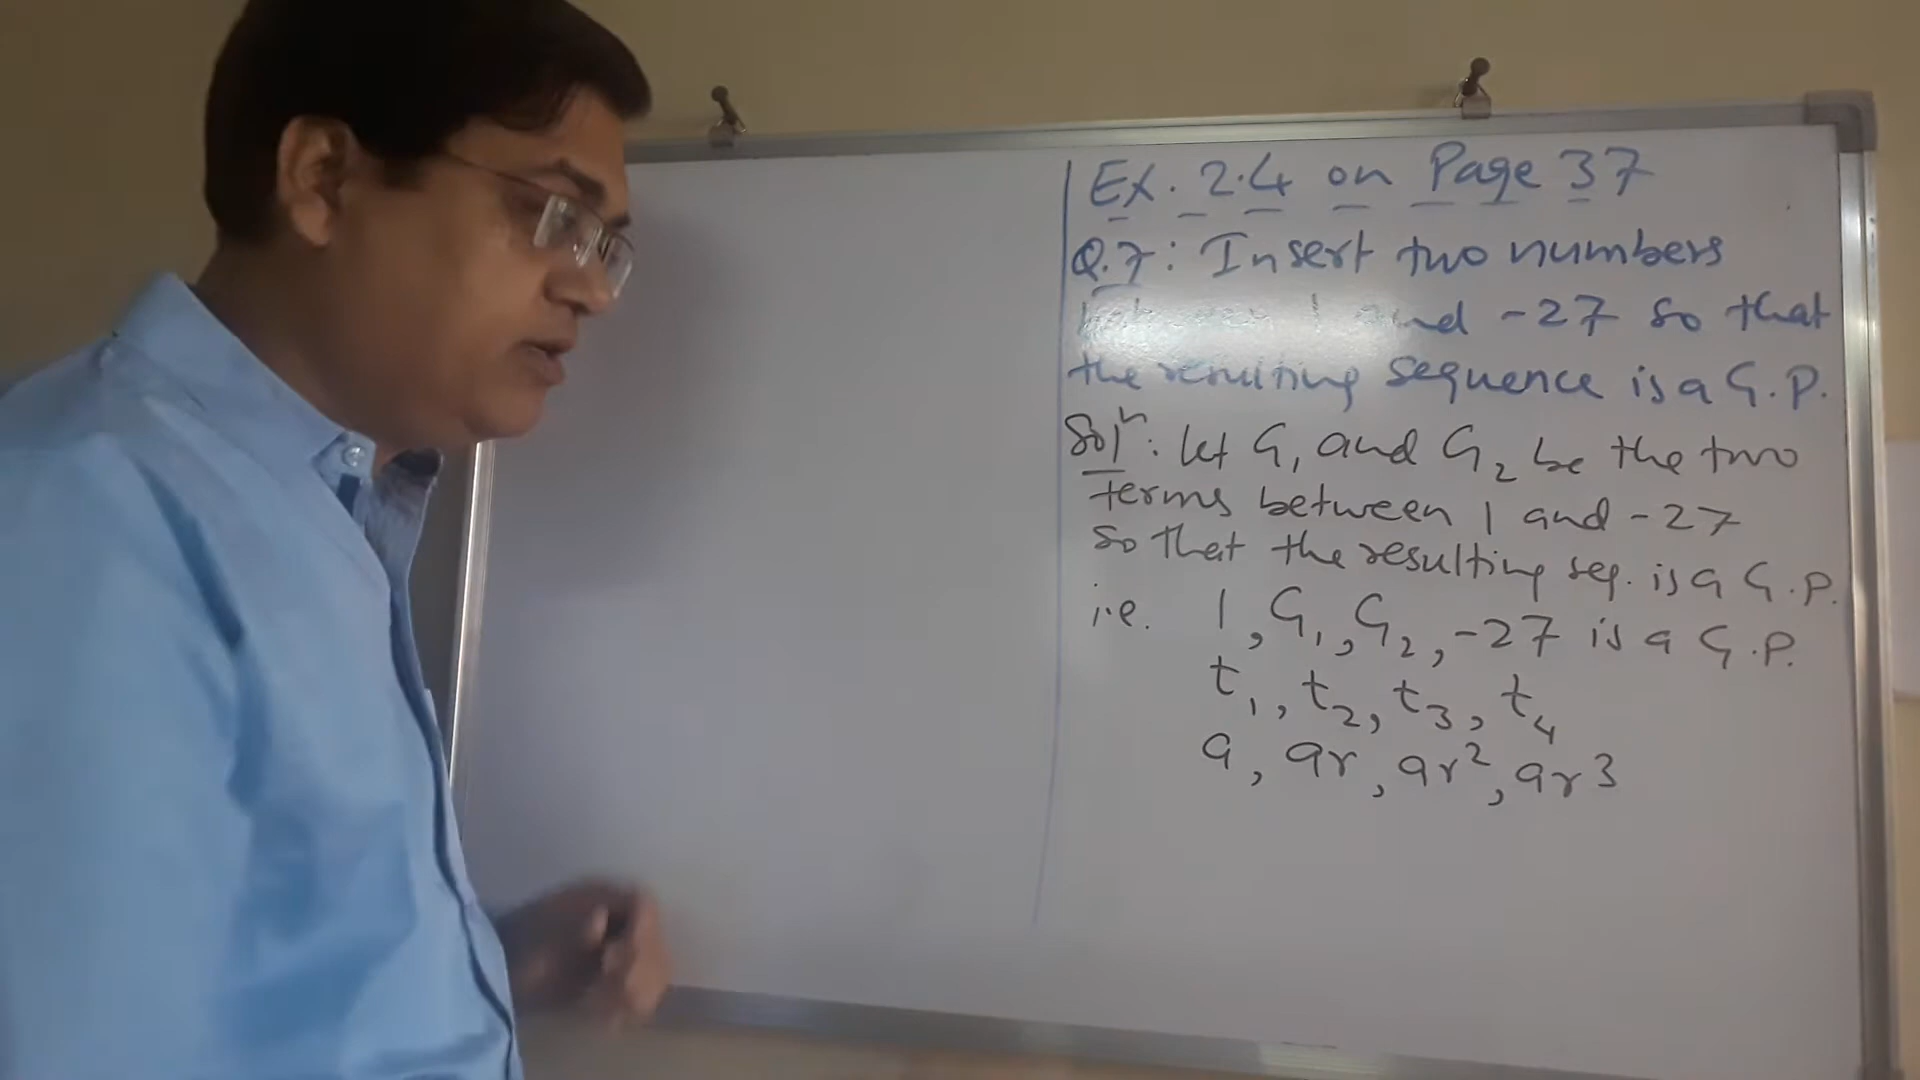 Ex. 2.4 on Page 37
Q.7: Insert two numbers
between 1 and -27 so that
the resulting sequence is a G.P.
Solⁿ: let G₁ and G₂ be the two
terms between 1 and -27
so that the resulting seq. is a G.P.
i.e. 1, G₁, G₂, -27 is a G.P.
t₁, t₂, t₃, t₄
a, ar, ar², ar³